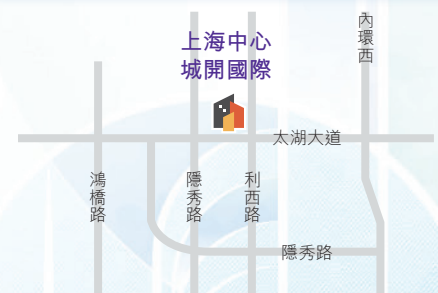 上海中心
城開國際
內環西
太湖大道
鴻橋路
隱秀路
利西路
隱秀路